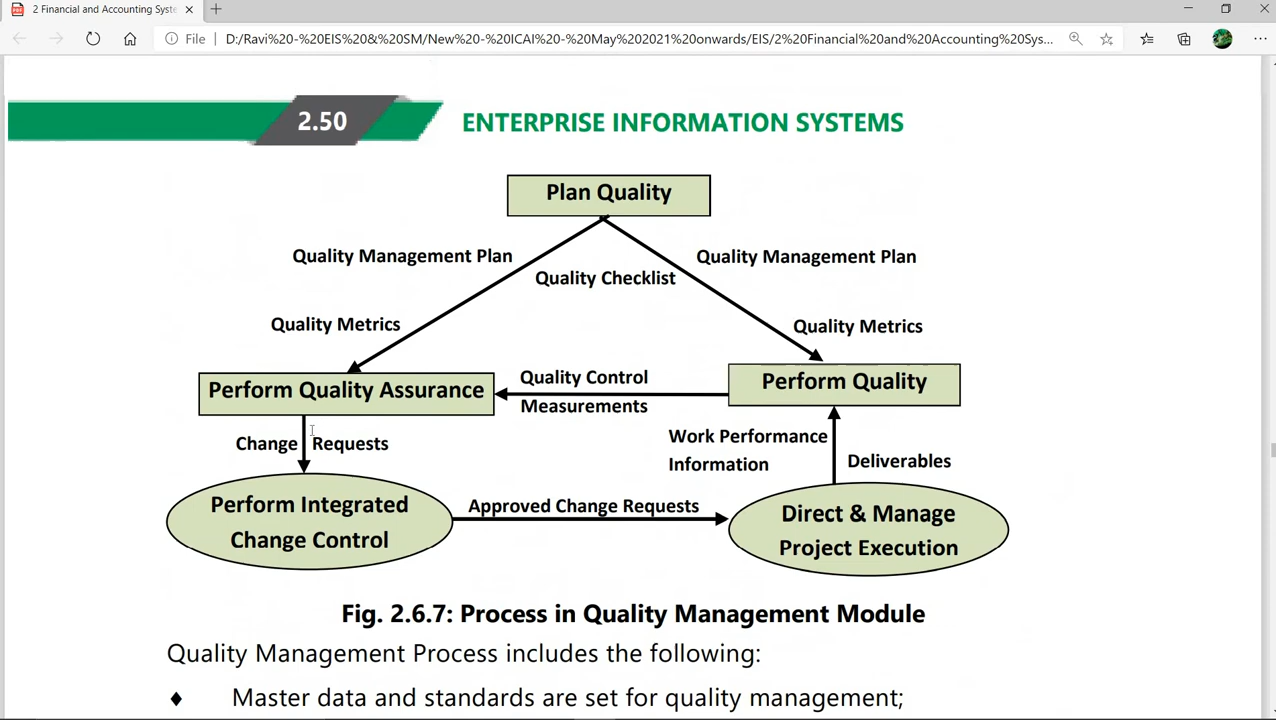 2 Financial and Accounting Syste
File
D:/Ravi%20-%20EIS%20&%20SM/New%20-%20ICAI%20-%20May%202021%20onwards/EIS/2%20Financial%20and%20Accounting%20Sys...
2.50
ENTERPRISE INFORMATION SYSTEMS
Plan Quality
Quality Management Plan
Quality Management Plan
Quality Checklist
Quality Metrics
Quality Metrics
Perform Quality Assurance
Quality Control
Measurements
Perform Quality
Change Requests
Work Performance
Information
Deliverables
Perform Integrated
Change Control
Approved Change Requests
Direct & Manage
Project Execution
Fig. 2.6.7: Process in Quality Management Module
Quality Management Process includes the following:
♦ Master data and standards are set for quality management;